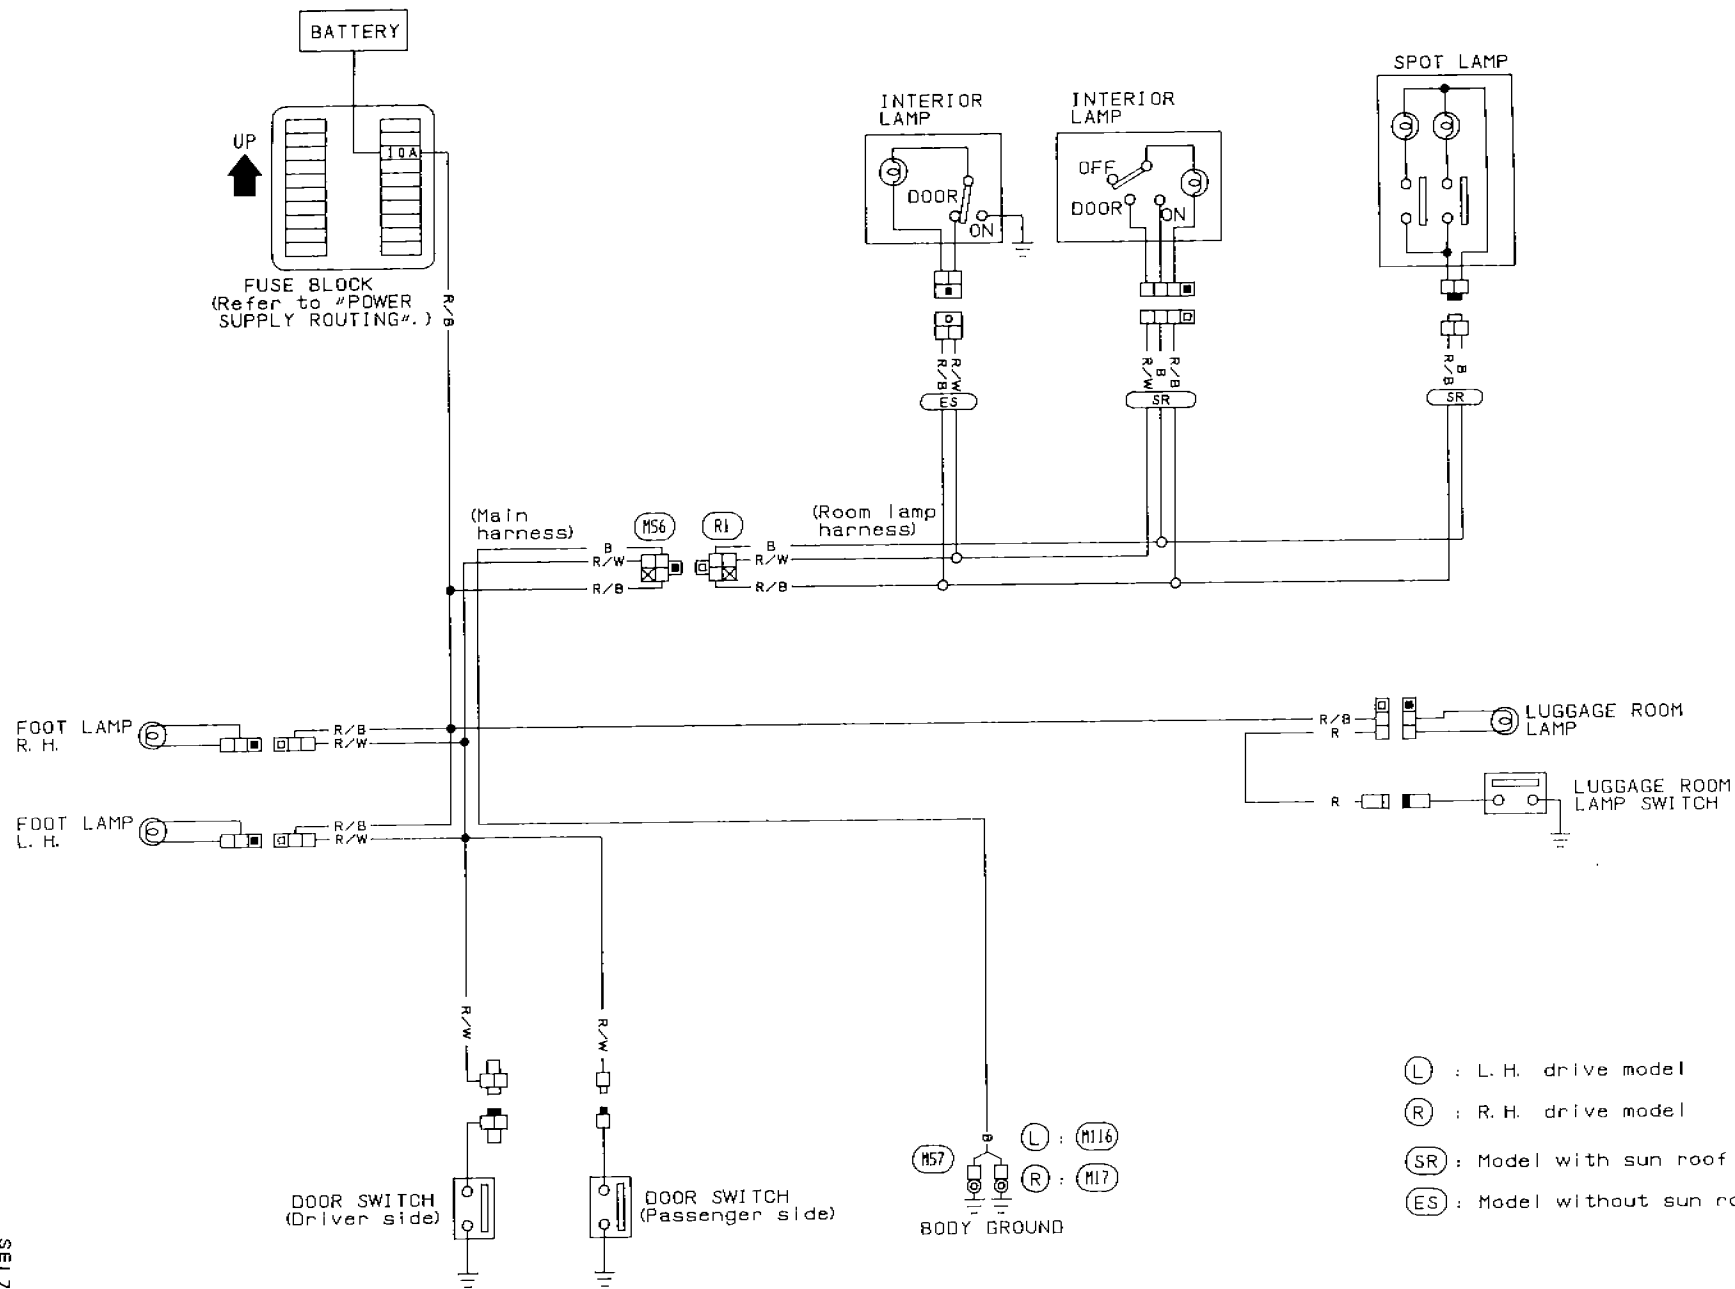 BATTERY
UP
10A
FUSE BLOCK
(Refer to "POWER
SUPPLY ROUTING".)
R/B
INTERIOR
LAMP
DOOR
ON
R/B
R/W
ES
INTERIOR
LAMP
OFF
DOOR
ON
R/W
B
R/B
SR
SPOT LAMP
R/B
B
SR
(Main
harness)
M56
R1
(Room lamp
harness)
B
R/W
R/B
B
R/W
R/B
FOOT LAMP
R. H.
R/B
R/W
FOOT LAMP
L. H.
R/B
R/W
R/B
R
LUGGAGE ROOM
LAMP
R
LUGGAGE ROOM
LAMP SWITCH
R/W
R/W
DOOR SWITCH
(Driver side)
DOOR SWITCH
(Passenger side)
B
M57
L : M116
R : M17
BODY GROUND
L : L. H. drive model
R : R. H. drive model
SR : Model with sun roof
ES : Model without sun ro
SEL7